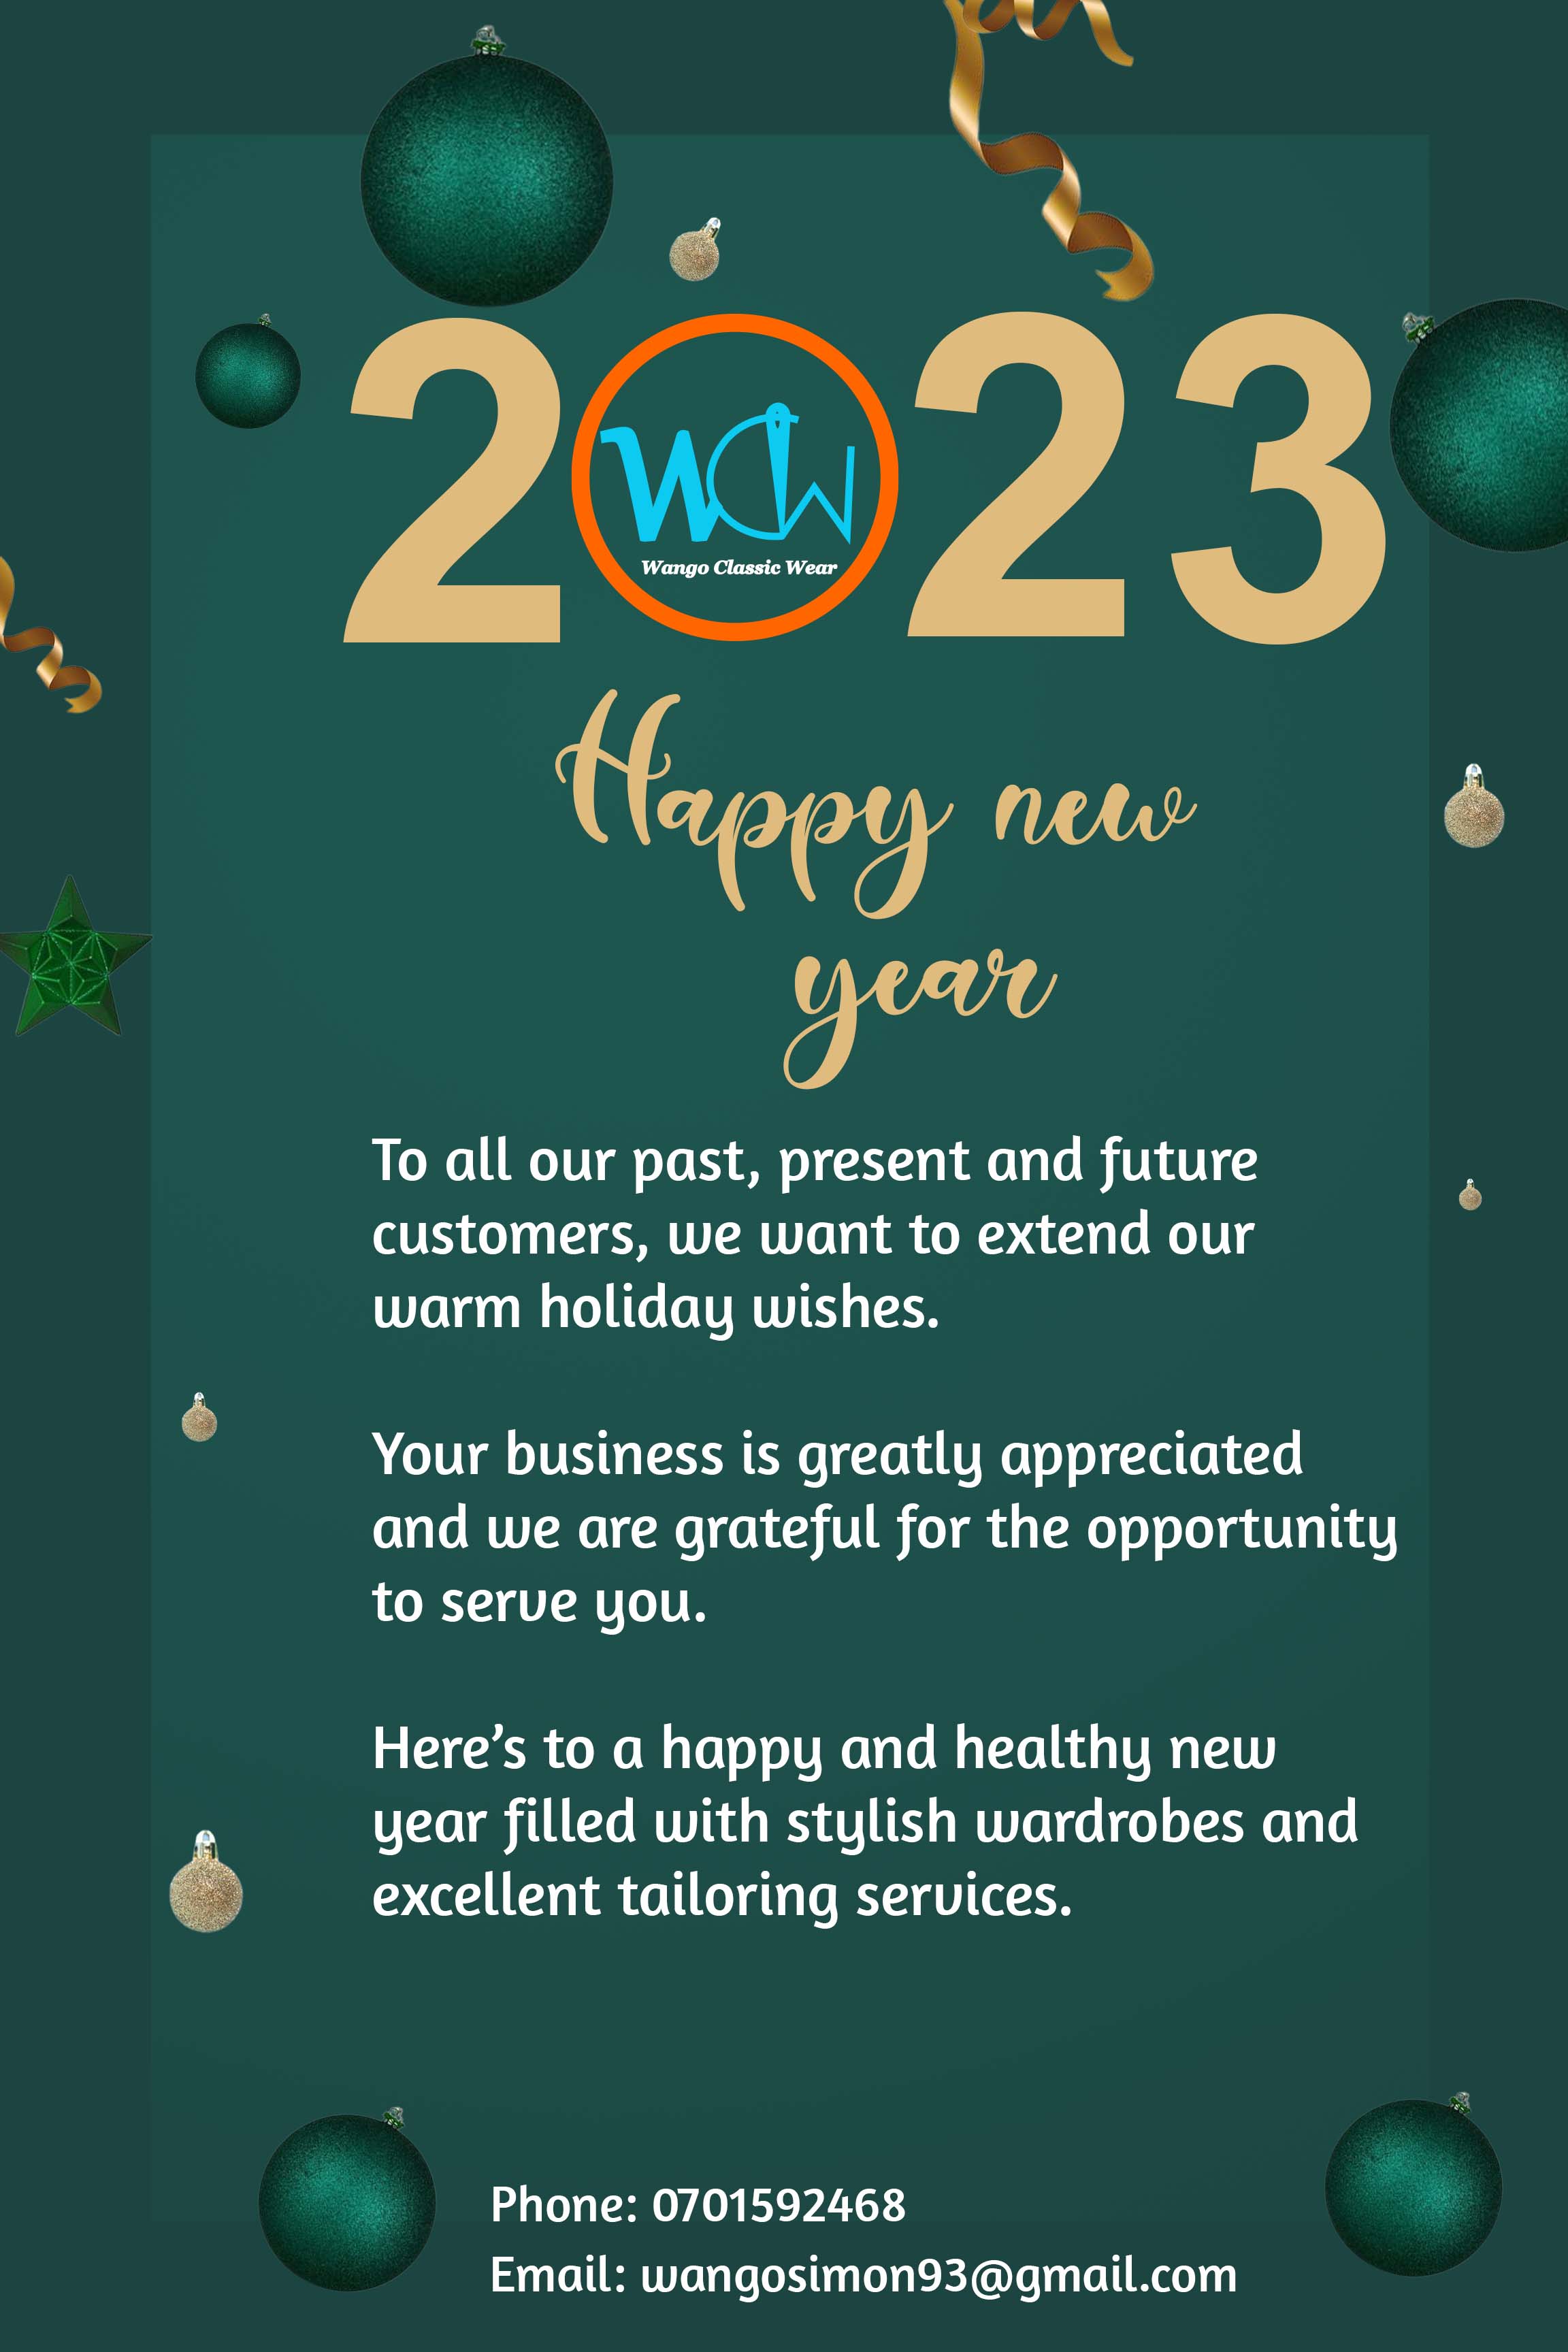 2023
WCW
Wango Classic Wear
Happy new
year
To all our past, present and future
customers, we want to extend our
warm holiday wishes.
Your business is greatly appreciated
and we are grateful for the opportunity
to serve you.
Here’s to a happy and healthy new
year filled with stylish wardrobes and
excellent tailoring services.
Phone: 0701592468
Email: wangosimon93@gmail.com